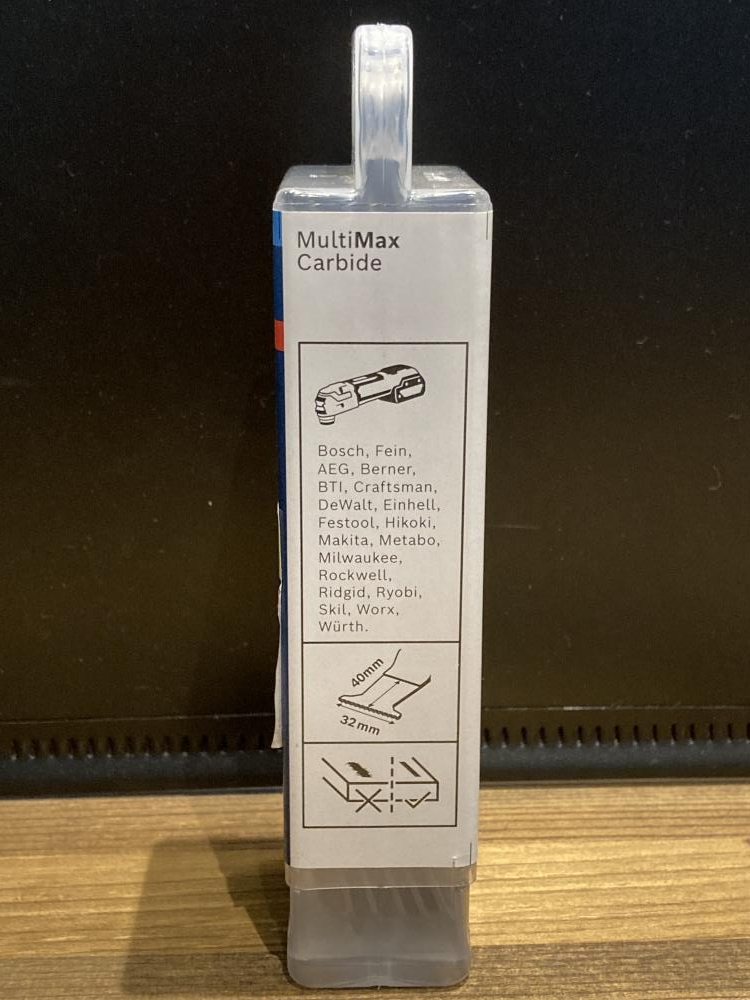 MultiMax
Carbide
Bosch, Fein,
AEG, Berner,
BTI, Craftsman,
DeWalt, Einhell,
Festool, Hikoki,
Makita, Metabo,
Milwaukee,
Rockwell,
Ridgid, Ryobi,
Skil, Worx,
Würth.
40mm
32mm